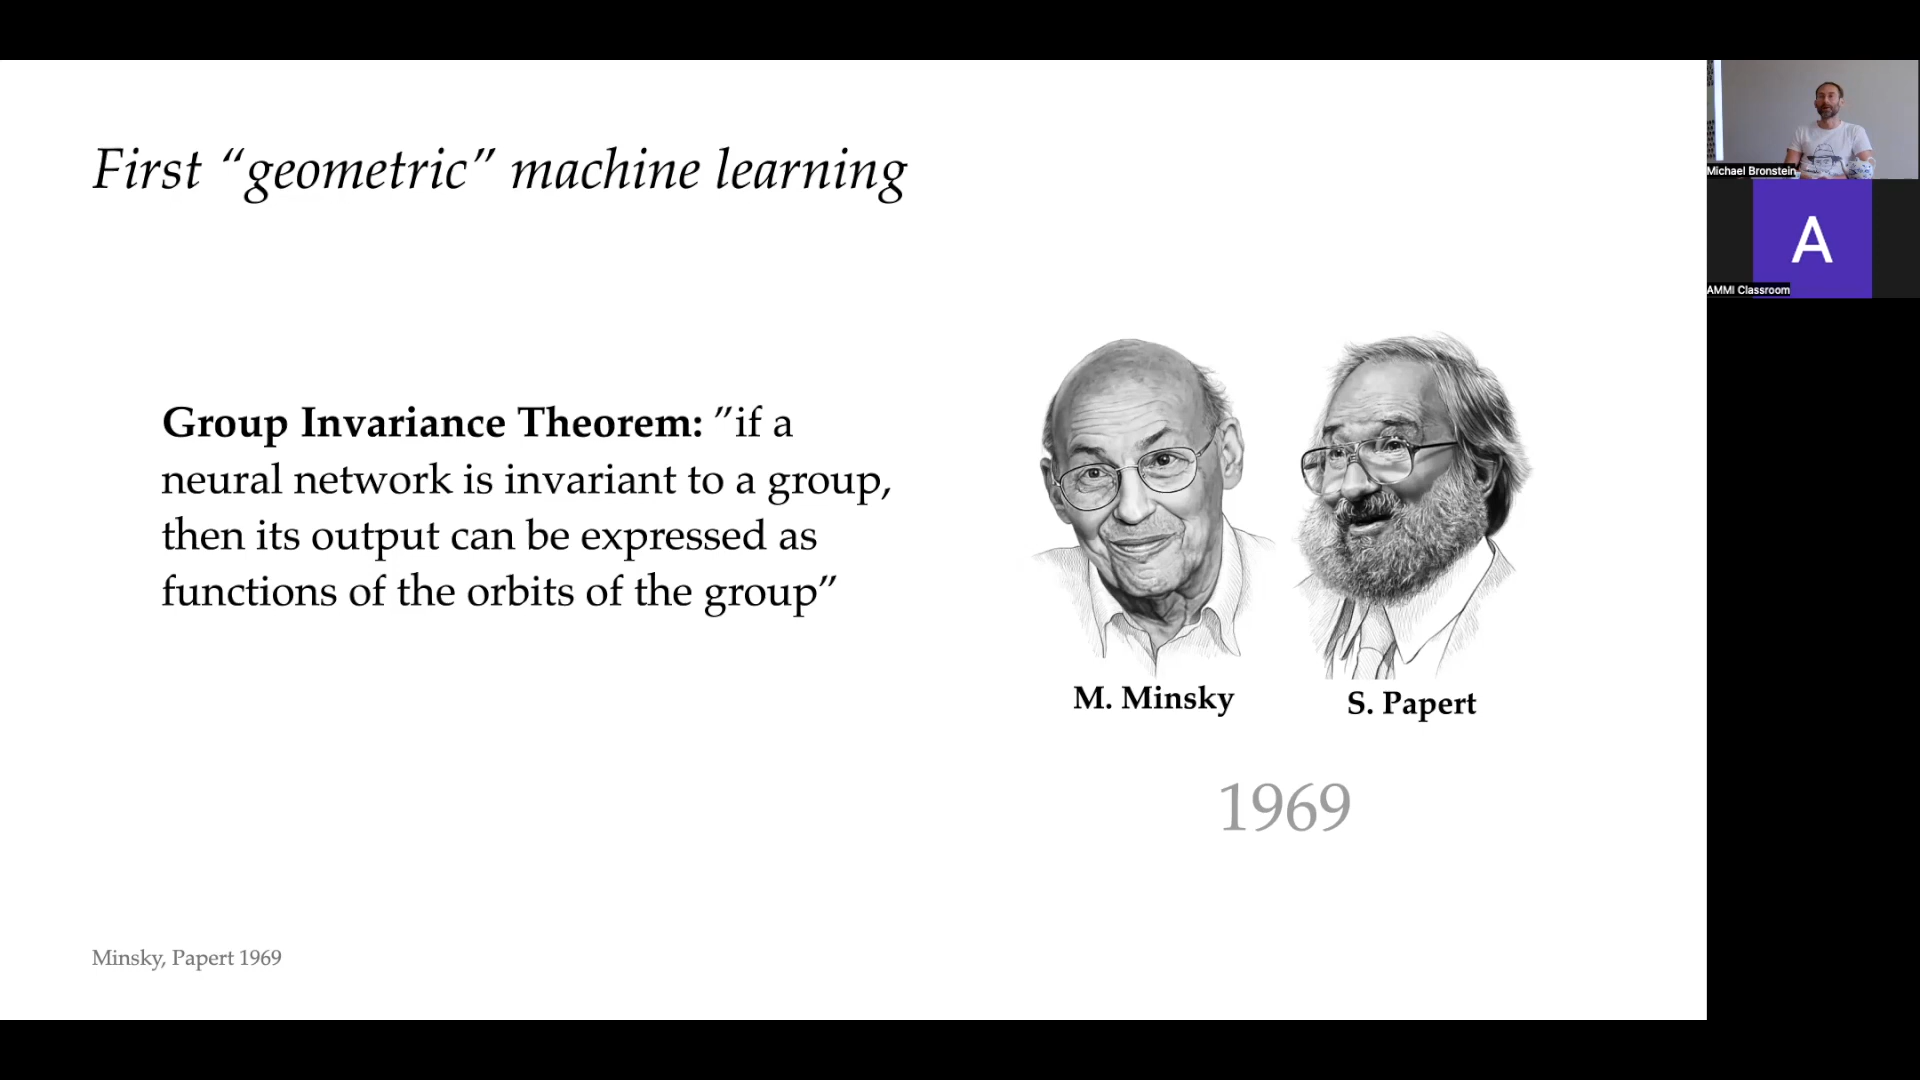 First “geometric” machine learning
Group Invariance Theorem: ”if a
neural network is invariant to a group,
then its output can be expressed as
functions of the orbits of the group”
M. Minsky
S. Papert
1969
Minsky, Papert 1969
Michael Bronstein
A
AMMI Classroom